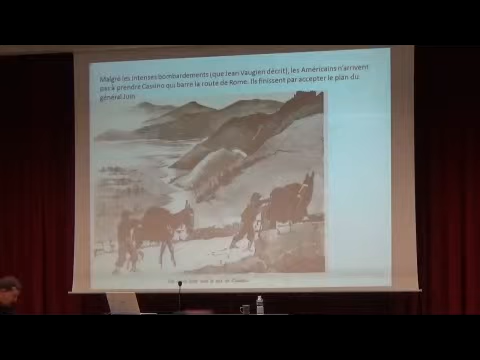 Malgré les intenses bombardements (que Jean Vaugien décrit), les Américains n'arrivent
pas à prendre Cassino qui barre la route de Rome. Ils finissent par accepter le plan du
général Juin